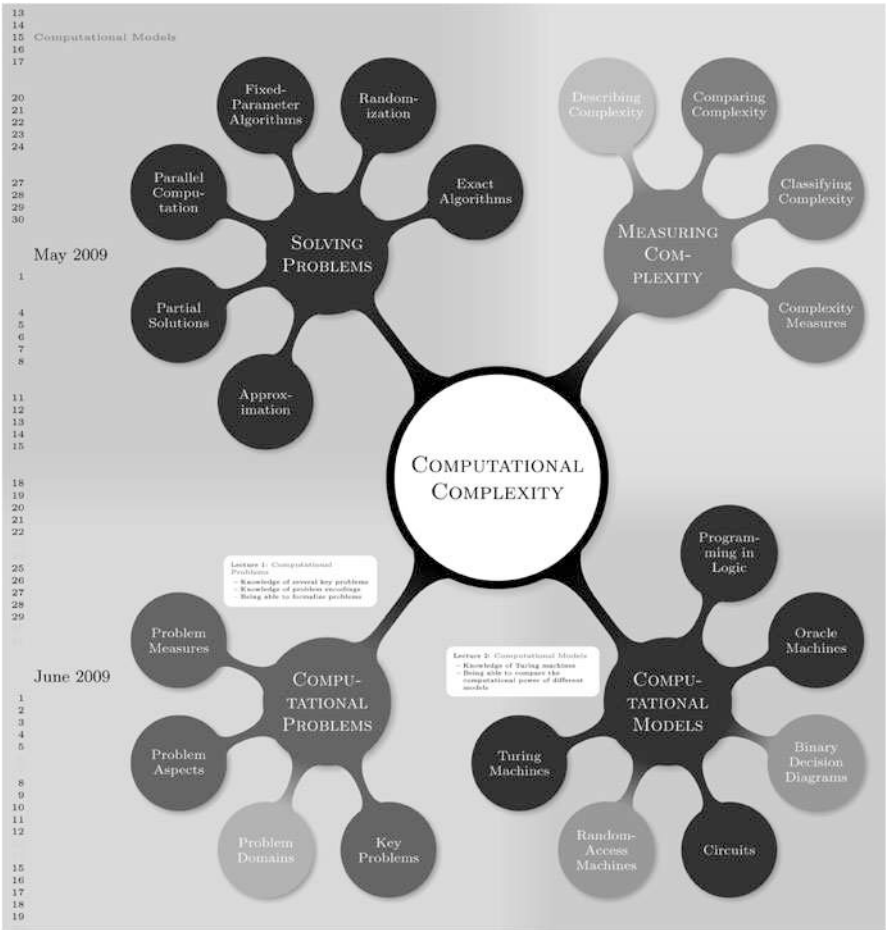 13
14
15 Computational Models
16
17
20
21
22
23
24
27
28
29
30
May 2009
1
4
5
6
7
8
11
12
13
14
15
18
19
20
21
22
25
26
27
28
29
June 2009
1
2
3
4
5
8
9
10
11
12
15
16
17
18
19
COMPUTATIONAL
COMPLEXITY
SOLVING
PROBLEMS
Fixed-
Parameter
Algorithms
Random-
ization
Exact
Algorithms
Parallel
Compu-
tation
Partial
Solutions
Approx-
imation
MEASURING
COM-
PLEXITY
Describing
Complexity
Comparing
Complexity
Classifying
Complexity
Complexity
Measures
Lecture 1: Computational
Problems
– Knowledge of several key problems
– Knowledge of problem encodings
– Being able to formalize problems
COMPU-
TATIONAL
PROBLEMS
Problem
Measures
Problem
Aspects
Problem
Domains
Key
Problems
Lecture 2: Computational Models
– Knowledge of Turing machines
– Being able to compare the
computational power of different
models
COMPU-
TATIONAL
MODELS
Program-
ming in
Logic
Oracle
Machines
Binary
Decision
Diagrams
Turing
Machines
Random-
Access
Machines
Circuits